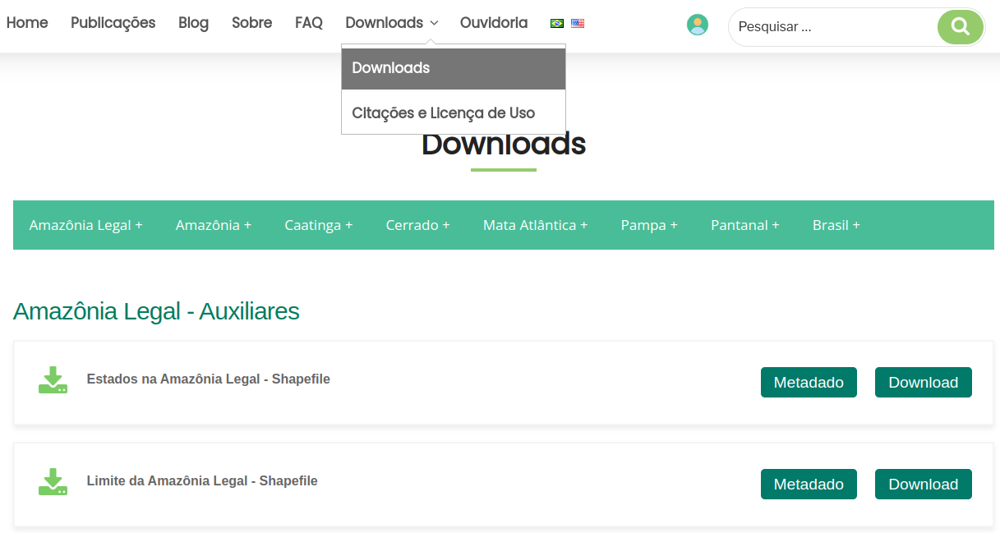 Home Publicações Blog Sobre FAQ Downloads Ouvidoria Pesquisar ...
Downloads
Citações e Licença de Uso
Downloads
Amazônia Legal + Amazônia + Caatinga + Cerrado + Mata Atlântica + Pampa + Pantanal + Brasil +
Amazônia Legal - Auxiliares
Estados na Amazônia Legal - Shapefile Metadado Download
Limite da Amazônia Legal - Shapefile Metadado Download